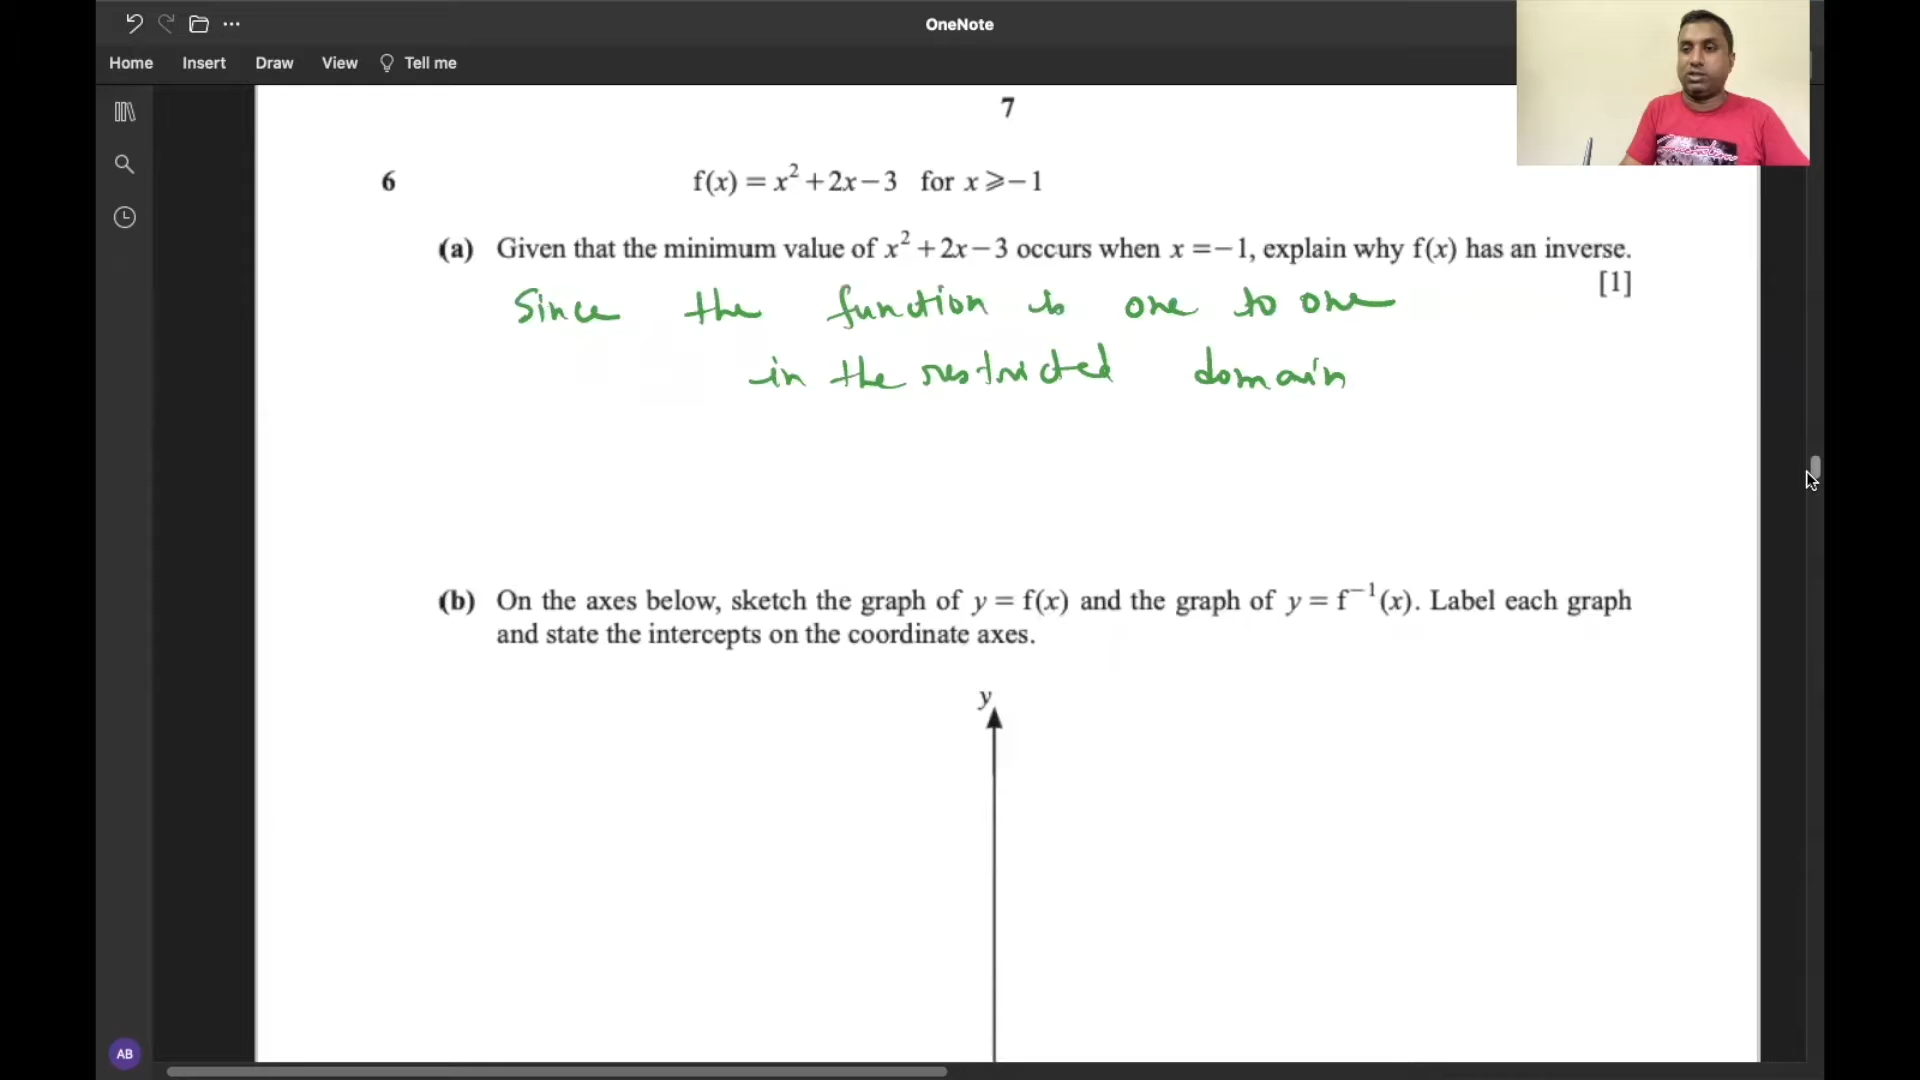 OneNote
Home Insert Draw View Tell me
7
6 f(x) = x² + 2x − 3 for x ⩾ −1
(a) Given that the minimum value of x² + 2x − 3 occurs when x = −1, explain why f(x) has an inverse.
[1]
Since the function is one to one
in the restricted domain
(b) On the axes below, sketch the graph of y = f(x) and the graph of y = f⁻¹(x). Label each graph
and state the intercepts on the coordinate axes.
y
AB